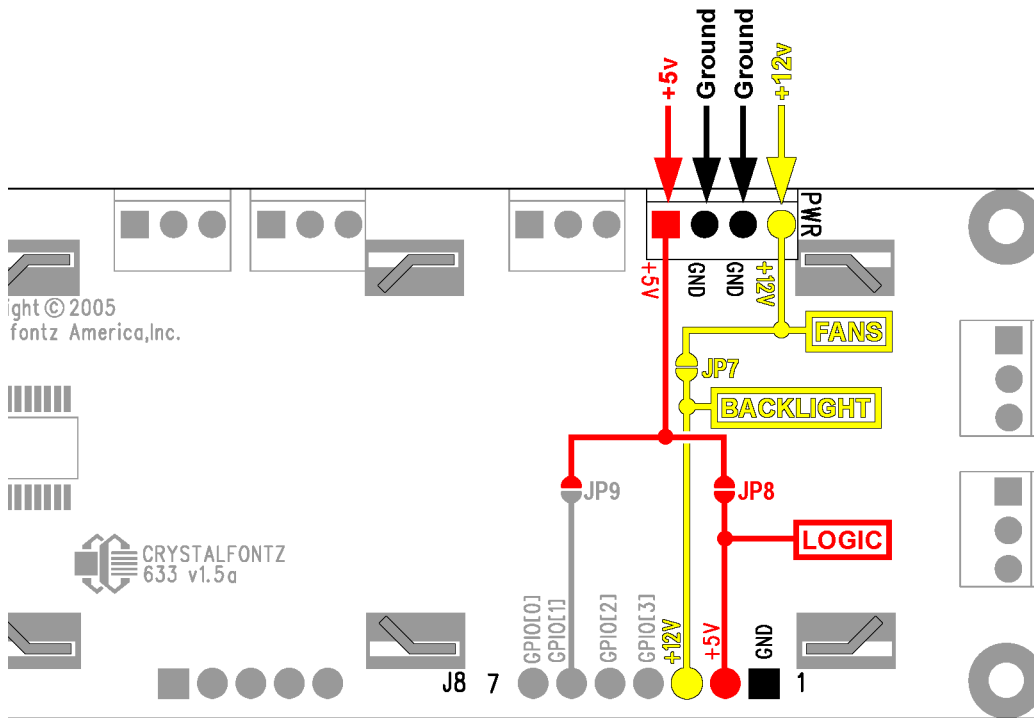 +5v
Ground
Ground
+12v
PWR
+5V
GND
GND
+12V
ight © 2005
fontz America,Inc.
FANS
JP7
BACKLIGHT
JP9
JP8
LOGIC
CRYSTALFONTZ
633 v1.5a
GPIO[0]
GPIO[1]
GPIO[2]
GPIO[3]
+12V
+5V
GND
J8 7
1